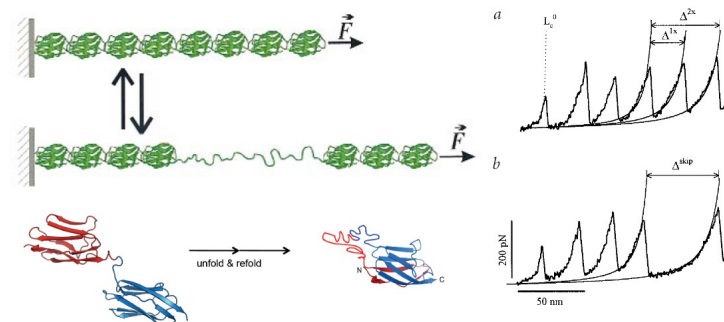 F
F
unfold & refold
N
C
a
L_c^0
Δ^2x
Δ^1x
b
Δ^skip
200 pN
50 nm